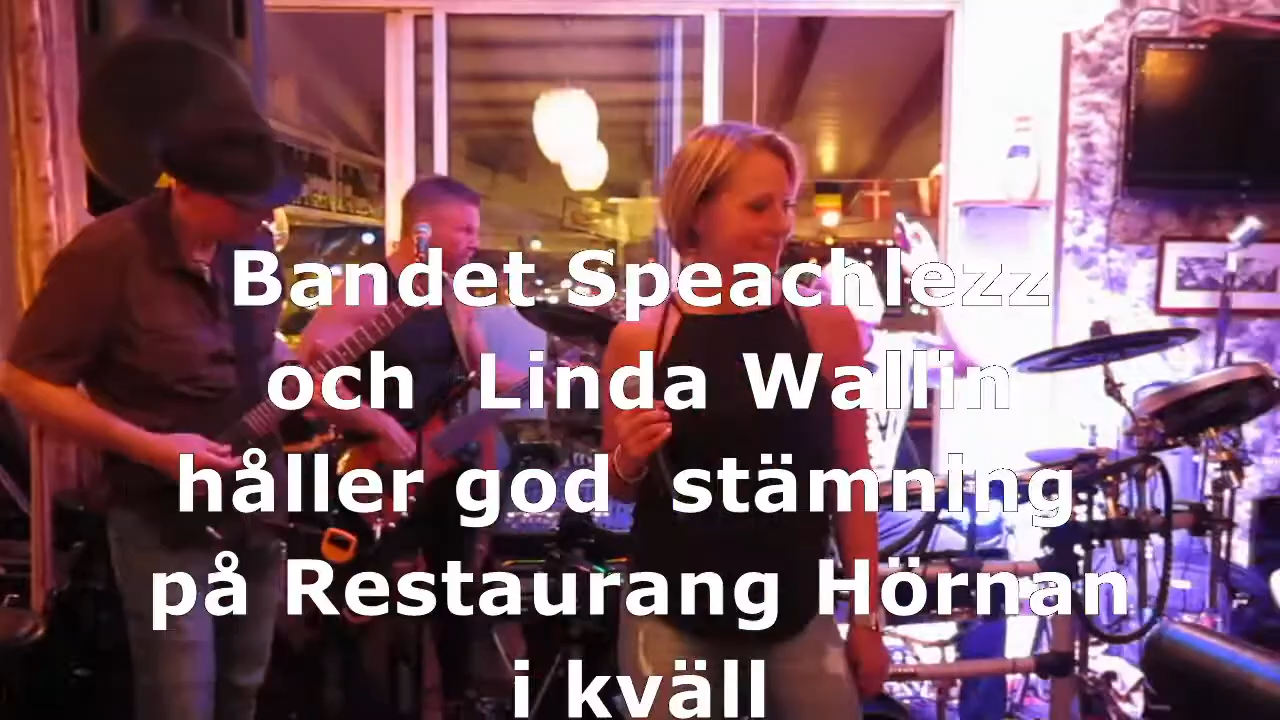 Bandet Speachlezz
och Linda Wallin
håller god stämning
på Restaurang Hörnan
i kväll